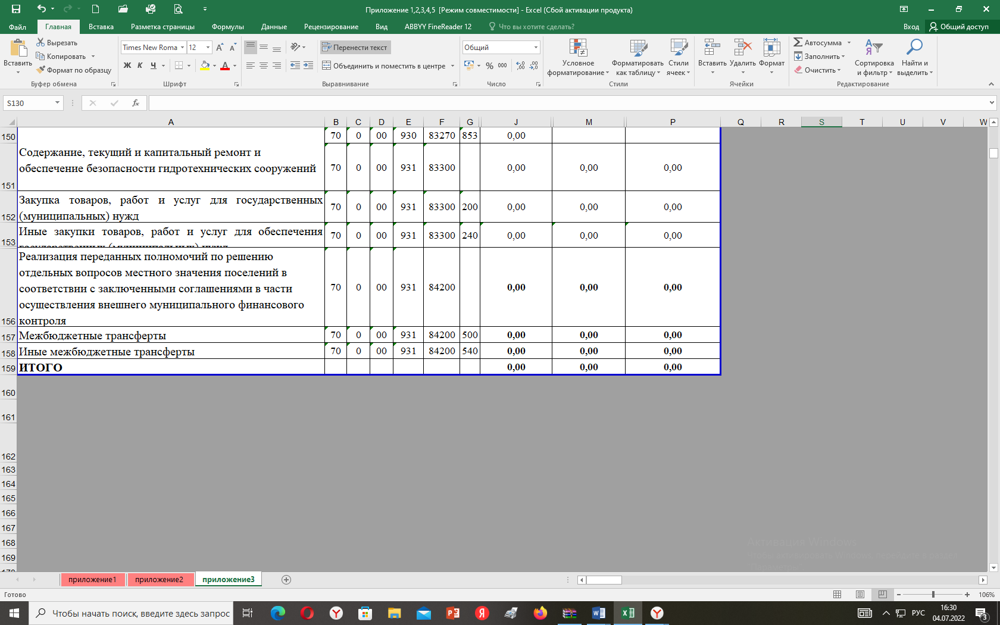 Приложение 1,2,3,4,5 [Режим совместимости] - Excel (Сбой активации продукта)
Файл Главная Вставка Разметка страницы Формулы Данные Рецензирование Вид ABBYY FineReader 12 Что вы хотите сделать? Вход Общий доступ
Вставить
Вырезать
Копировать
Формат по образцу
Буфер обмена
Times New Roma 12
Ж К Ч
Шрифт
Перенести текст
Объединить и поместить в центре
Выравнивание
Общий
% 000
Число
Условное форматирование
Форматировать как таблицу
Стили ячеек
Стили
Вставить Удалить Формат
Ячейки
Автосумма
Заполнить
Очистить
Сортировка и фильтр
Найти и выделить
Редактирование
S130
fx
A B C D E F G J M P Q R S T U V W
150 70 0 00 930 83270 853 0,00
Содержание, текущий и капитальный ремонт и
обеспечение безопасности гидротехнических сооружений
151 70 0 00 931 83300 0,00 0,00 0,00
Закупка товаров, работ и услуг для государственных
(муниципальных) нужд
152 70 0 00 931 83300 200 0,00 0,00 0,00
Иные закупки товаров, работ и услуг для обеспечения
государственных (муниципальных) нужд
153 70 0 00 931 83300 240 0,00 0,00 0,00
Реализация переданных полномочий по решению
отдельных вопросов местного значения поселений в
соответствии с заключенными соглашениями в части
осуществления внешнего муниципального финансового
контроля
156 70 0 00 931 84200 0,00 0,00 0,00
157 Межбюджетные трансферты 70 0 00 931 84200 500 0,00 0,00 0,00
158 Иные межбюджетные трансферты 70 0 00 931 84200 540 0,00 0,00 0,00
159 ИТОГО 0,00 0,00 0,00
160
161
162
163
164
165
166
167
168
169
Активация Windows
приложение1 приложение2 приложение3
Готово
106%
Чтобы начать поиск, введите здесь запрос
РУС
16:30
04.07.2022
3